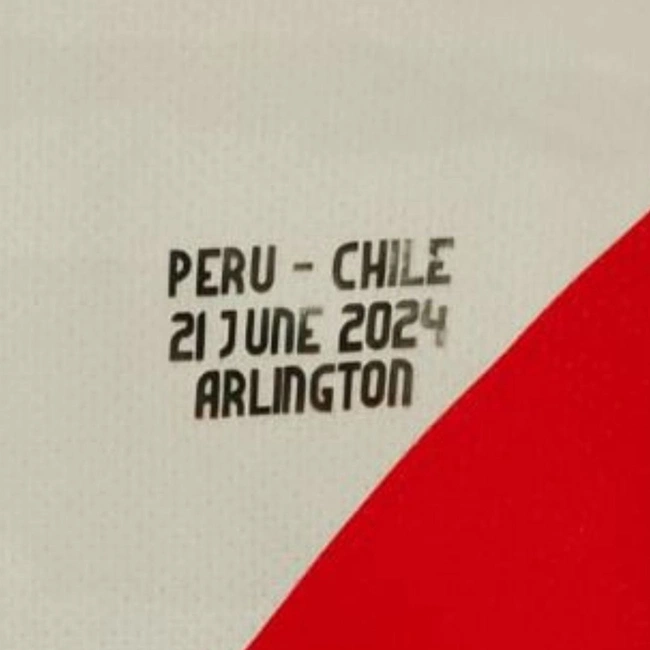 PERU - CHILE
21 JUNE 2024
ARLINGTON